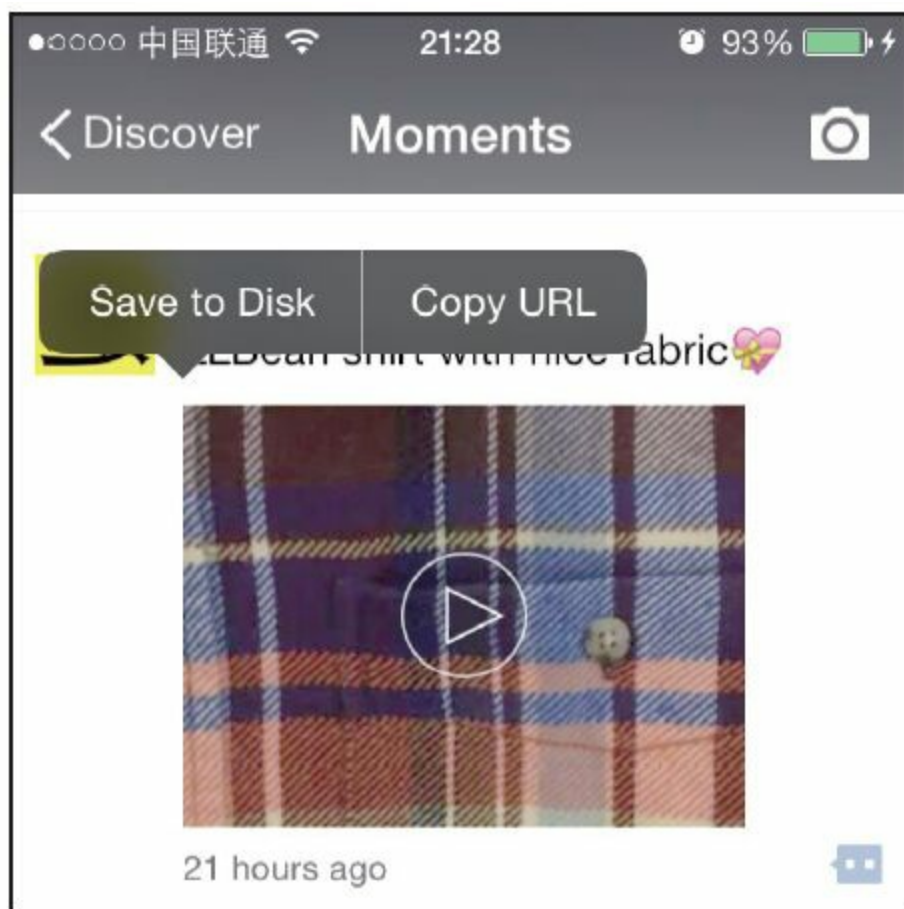 中国联通 21:28 93%
Discover Moments
Save to Disk Copy URL
shirt with nice fabric
21 hours ago